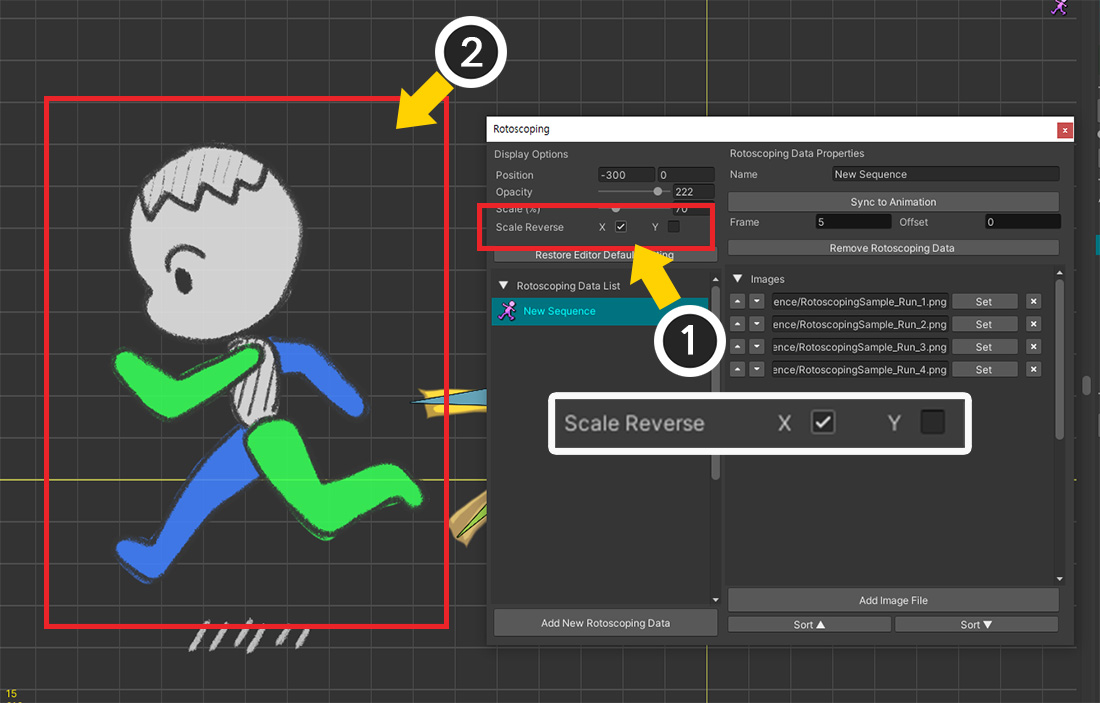 2
Rotoscoping
x
Display Options
Position -300 0
Opacity 222
Scale (%) 70
Scale Reverse X Y
Restore Editor Default
Rotoscoping Data List
New Sequence
Add New Rotoscoping Data
Rotoscoping Data Properties
Name New Sequence
Sync to Animation
Frame 5 Offset 0
Remove Rotoscoping Data
Images
ence/RotoscopingSample_Run_1.png Set
ence/RotoscopingSample_Run_2.png Set
ence/RotoscopingSample_Run_3.png Set
ence/RotoscopingSample_Run_4.png Set
1
Scale Reverse X Y
Add Image File
Sort ▲ Sort ▼
15